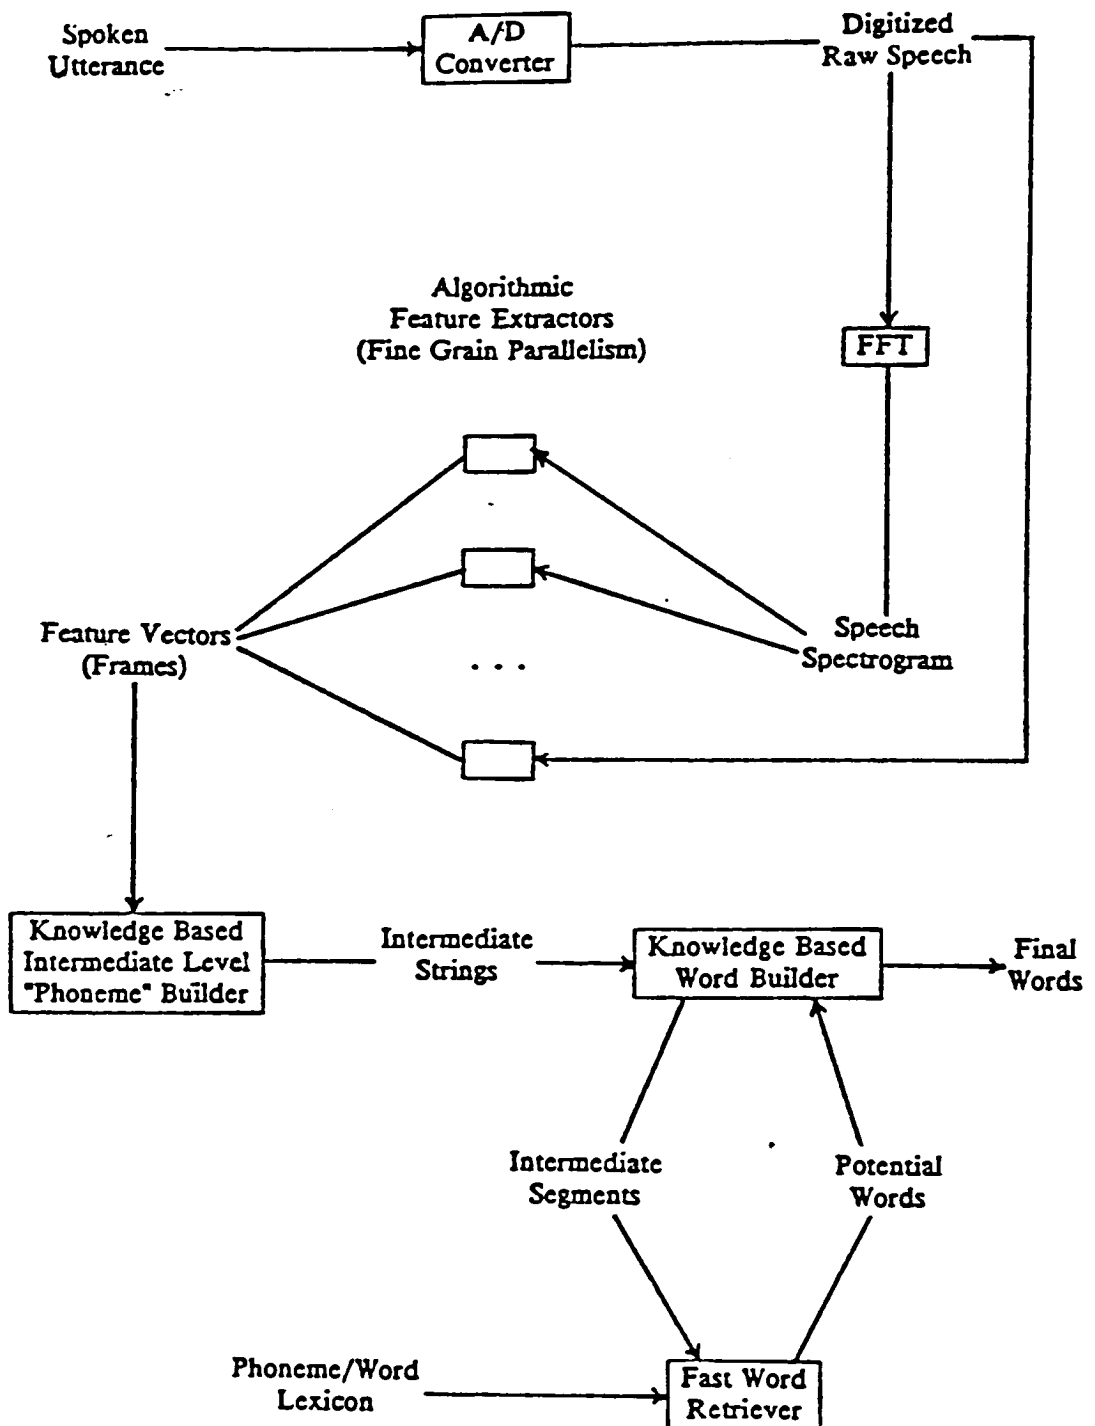 Spoken
Utterance
A/D
Converter
Digitized
Raw Speech
Algorithmic
Feature Extractors
(Fine Grain Parallelism)
FFT
Feature Vectors
(Frames)
. . .
Speech
Spectrogram
Knowledge Based
Intermediate Level
"Phoneme" Builder
Intermediate
Strings
Knowledge Based
Word Builder
Final
Words
Intermediate
Segments
Potential
Words
Phoneme/Word
Lexicon
Fast Word
Retriever